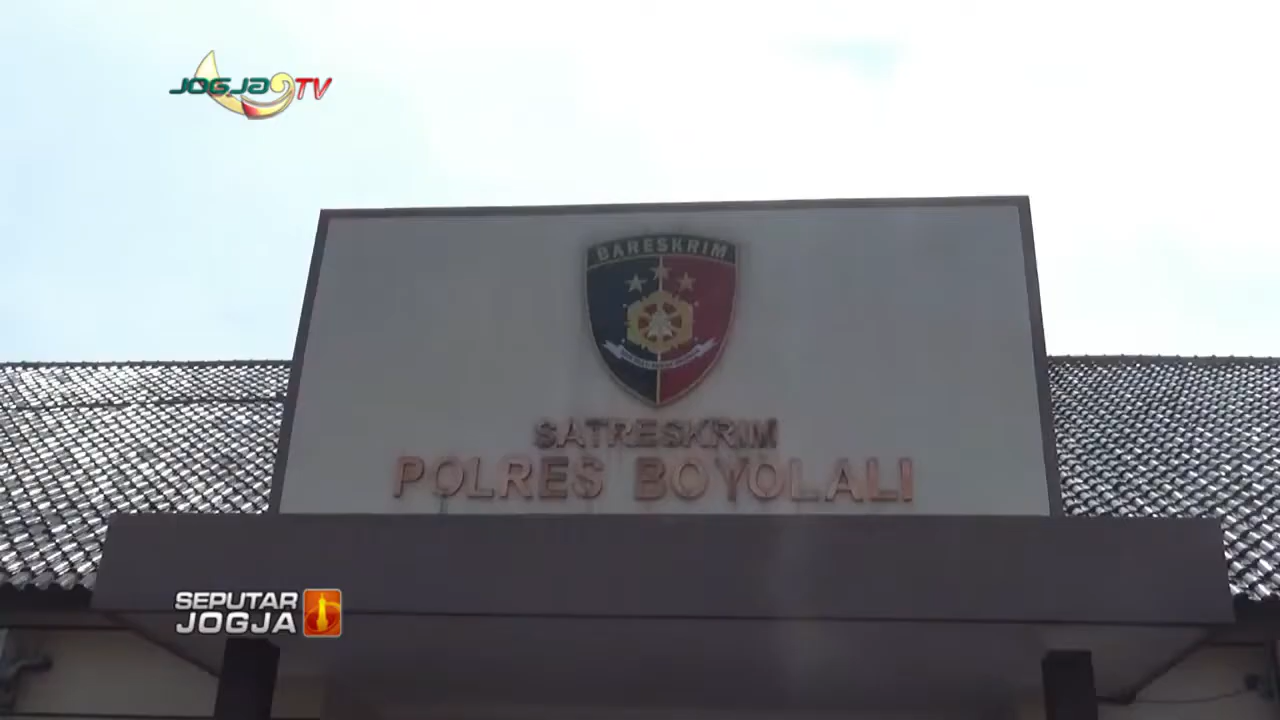 JOGJA TV
BARESKRIM
SATRESKRIM
POLRES BOYOLALI
SEPUTAR
JOGJA